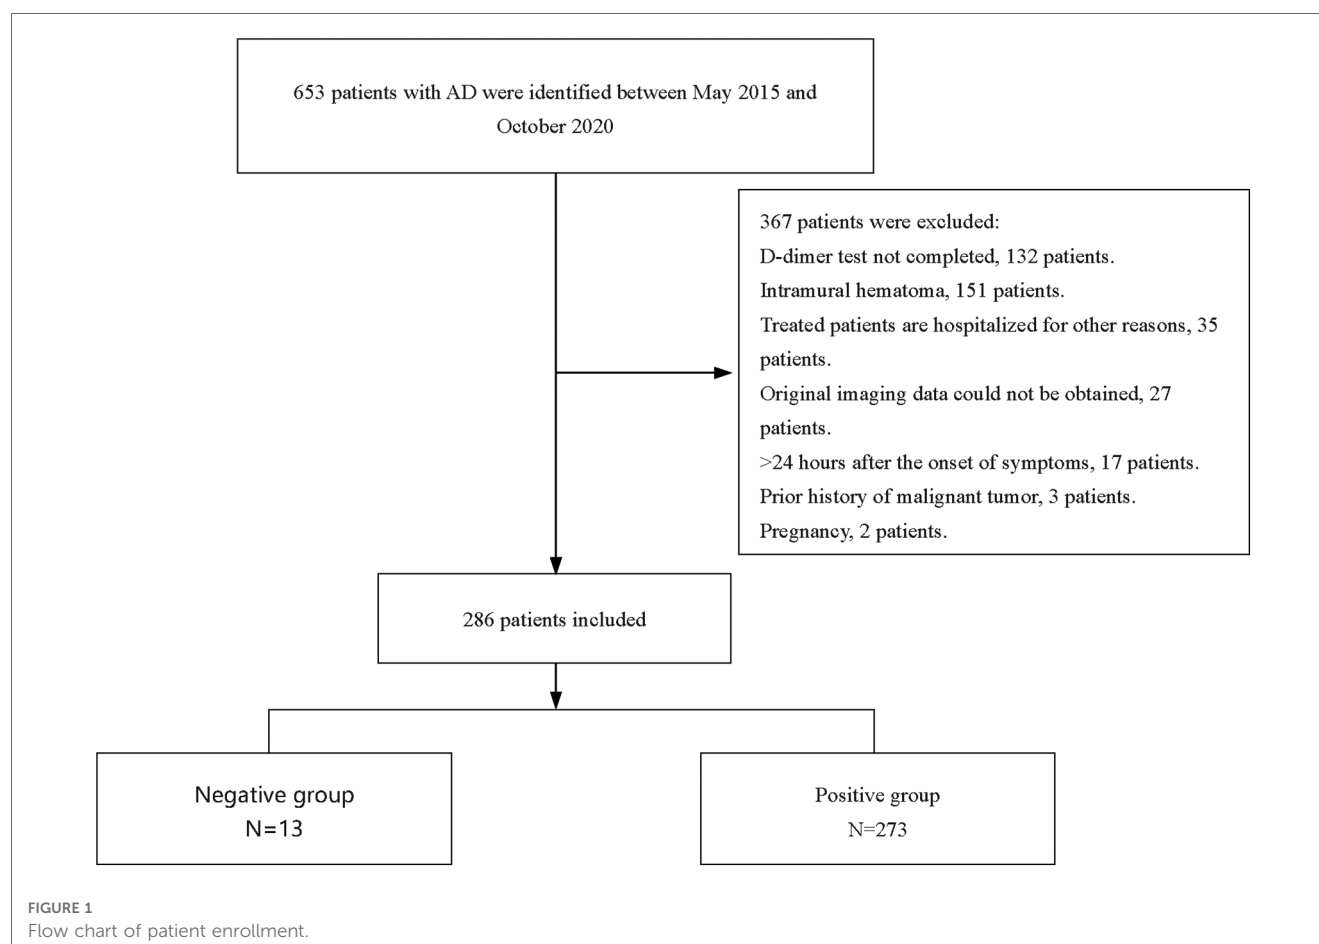 653 patients with AD were identified between May 2015 and
October 2020
367 patients were excluded:
D-dimer test not completed, 132 patients.
Intramural hematoma, 151 patients.
Treated patients are hospitalized for other reasons, 35
patients.
Original imaging data could not be obtained, 27
patients.
>24 hours after the onset of symptoms, 17 patients.
Prior history of malignant tumor, 3 patients.
Pregnancy, 2 patients.
286 patients included
Negative group
N=13
Positive group
N=273
FIGURE 1
Flow chart of patient enrollment.